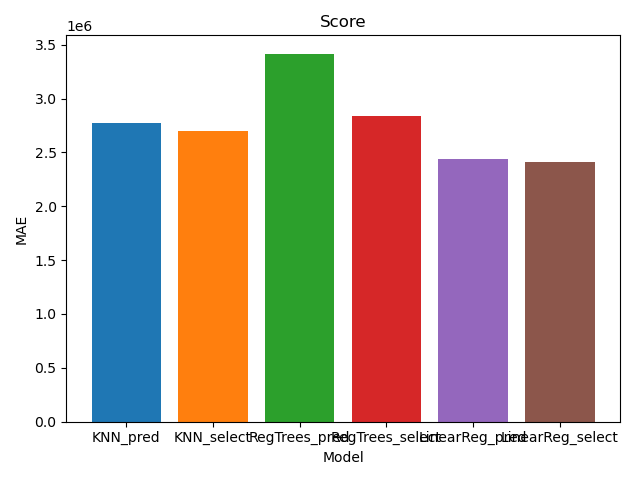 Score
1e6
3.5
3.0
2.5
2.0
1.5
1.0
0.5
0.0
MAE
KNN_pred KNN_select RegTrees_pred RegTrees_select LinearReg_pred LinearReg_select
Model